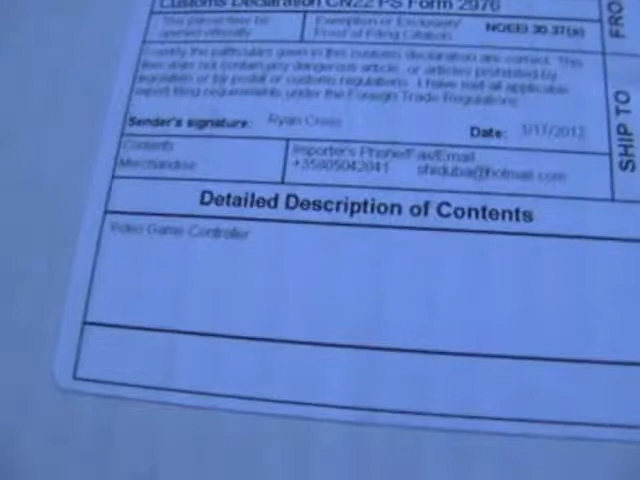 Customs Declaration CN22 PS Form 2976
This parcel may be
opened officially
Exemption or Exclusion/
Proof of Filing Citation
NOEEI 30.37(a)
I certify the particulars given in this customs declaration are correct. This
item does not contain any dangerous article, or articles prohibited by
legislation or by postal or customs regulations. I have met all applicable
export filing requirements under the Foreign Trade Regulations.
Sender's signature: Ryan
Date: 1/17/2012
Contents
Merchandise
Importer's Phone/Fax/Email
+35805042041 shiduba@hotmail.com
Detailed Description of Contents
Video Game Controller
FRO
SHIP TO